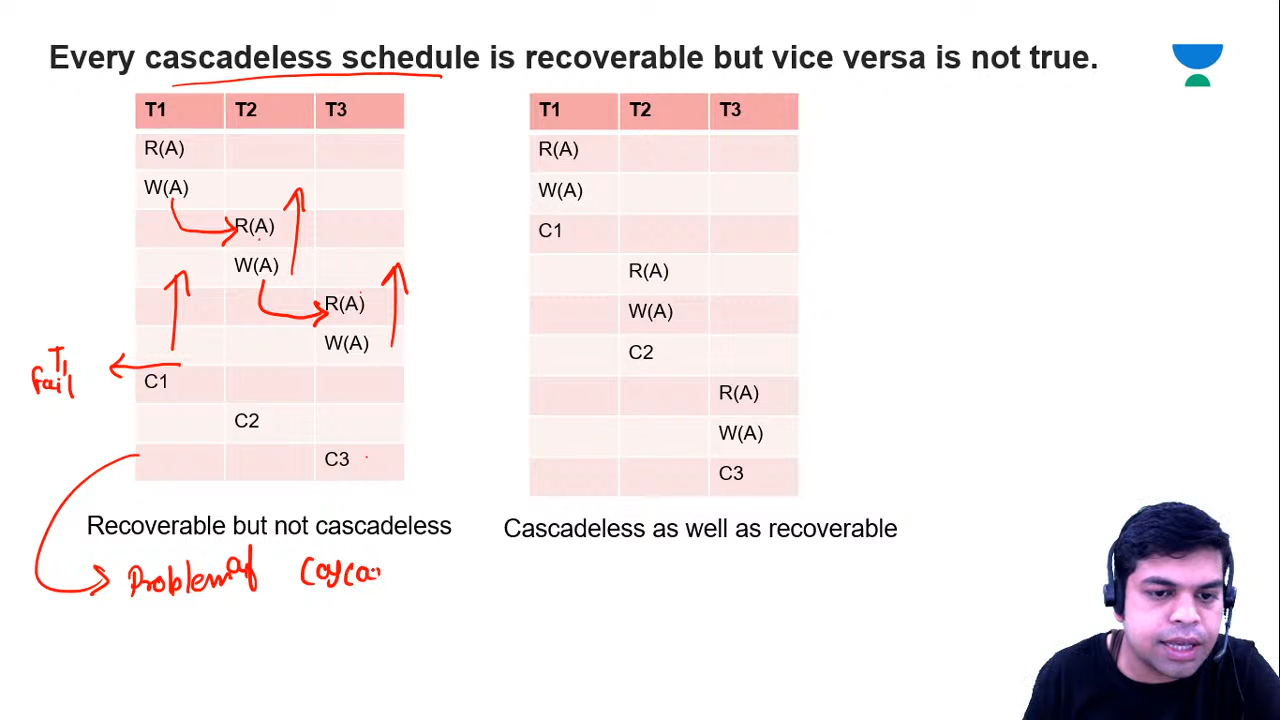 Every cascadeless schedule is recoverable but vice versa is not true.
T1 T2 T3
R(A)
W(A)
R(A)
W(A)
R(A)
W(A)
C1
C2
C3
T1 fail
Recoverable but not cascadeless
Problem of
T1 T2 T3
R(A)
W(A)
C1
R(A)
W(A)
C2
R(A)
W(A)
C3
Cascadeless as well as recoverable